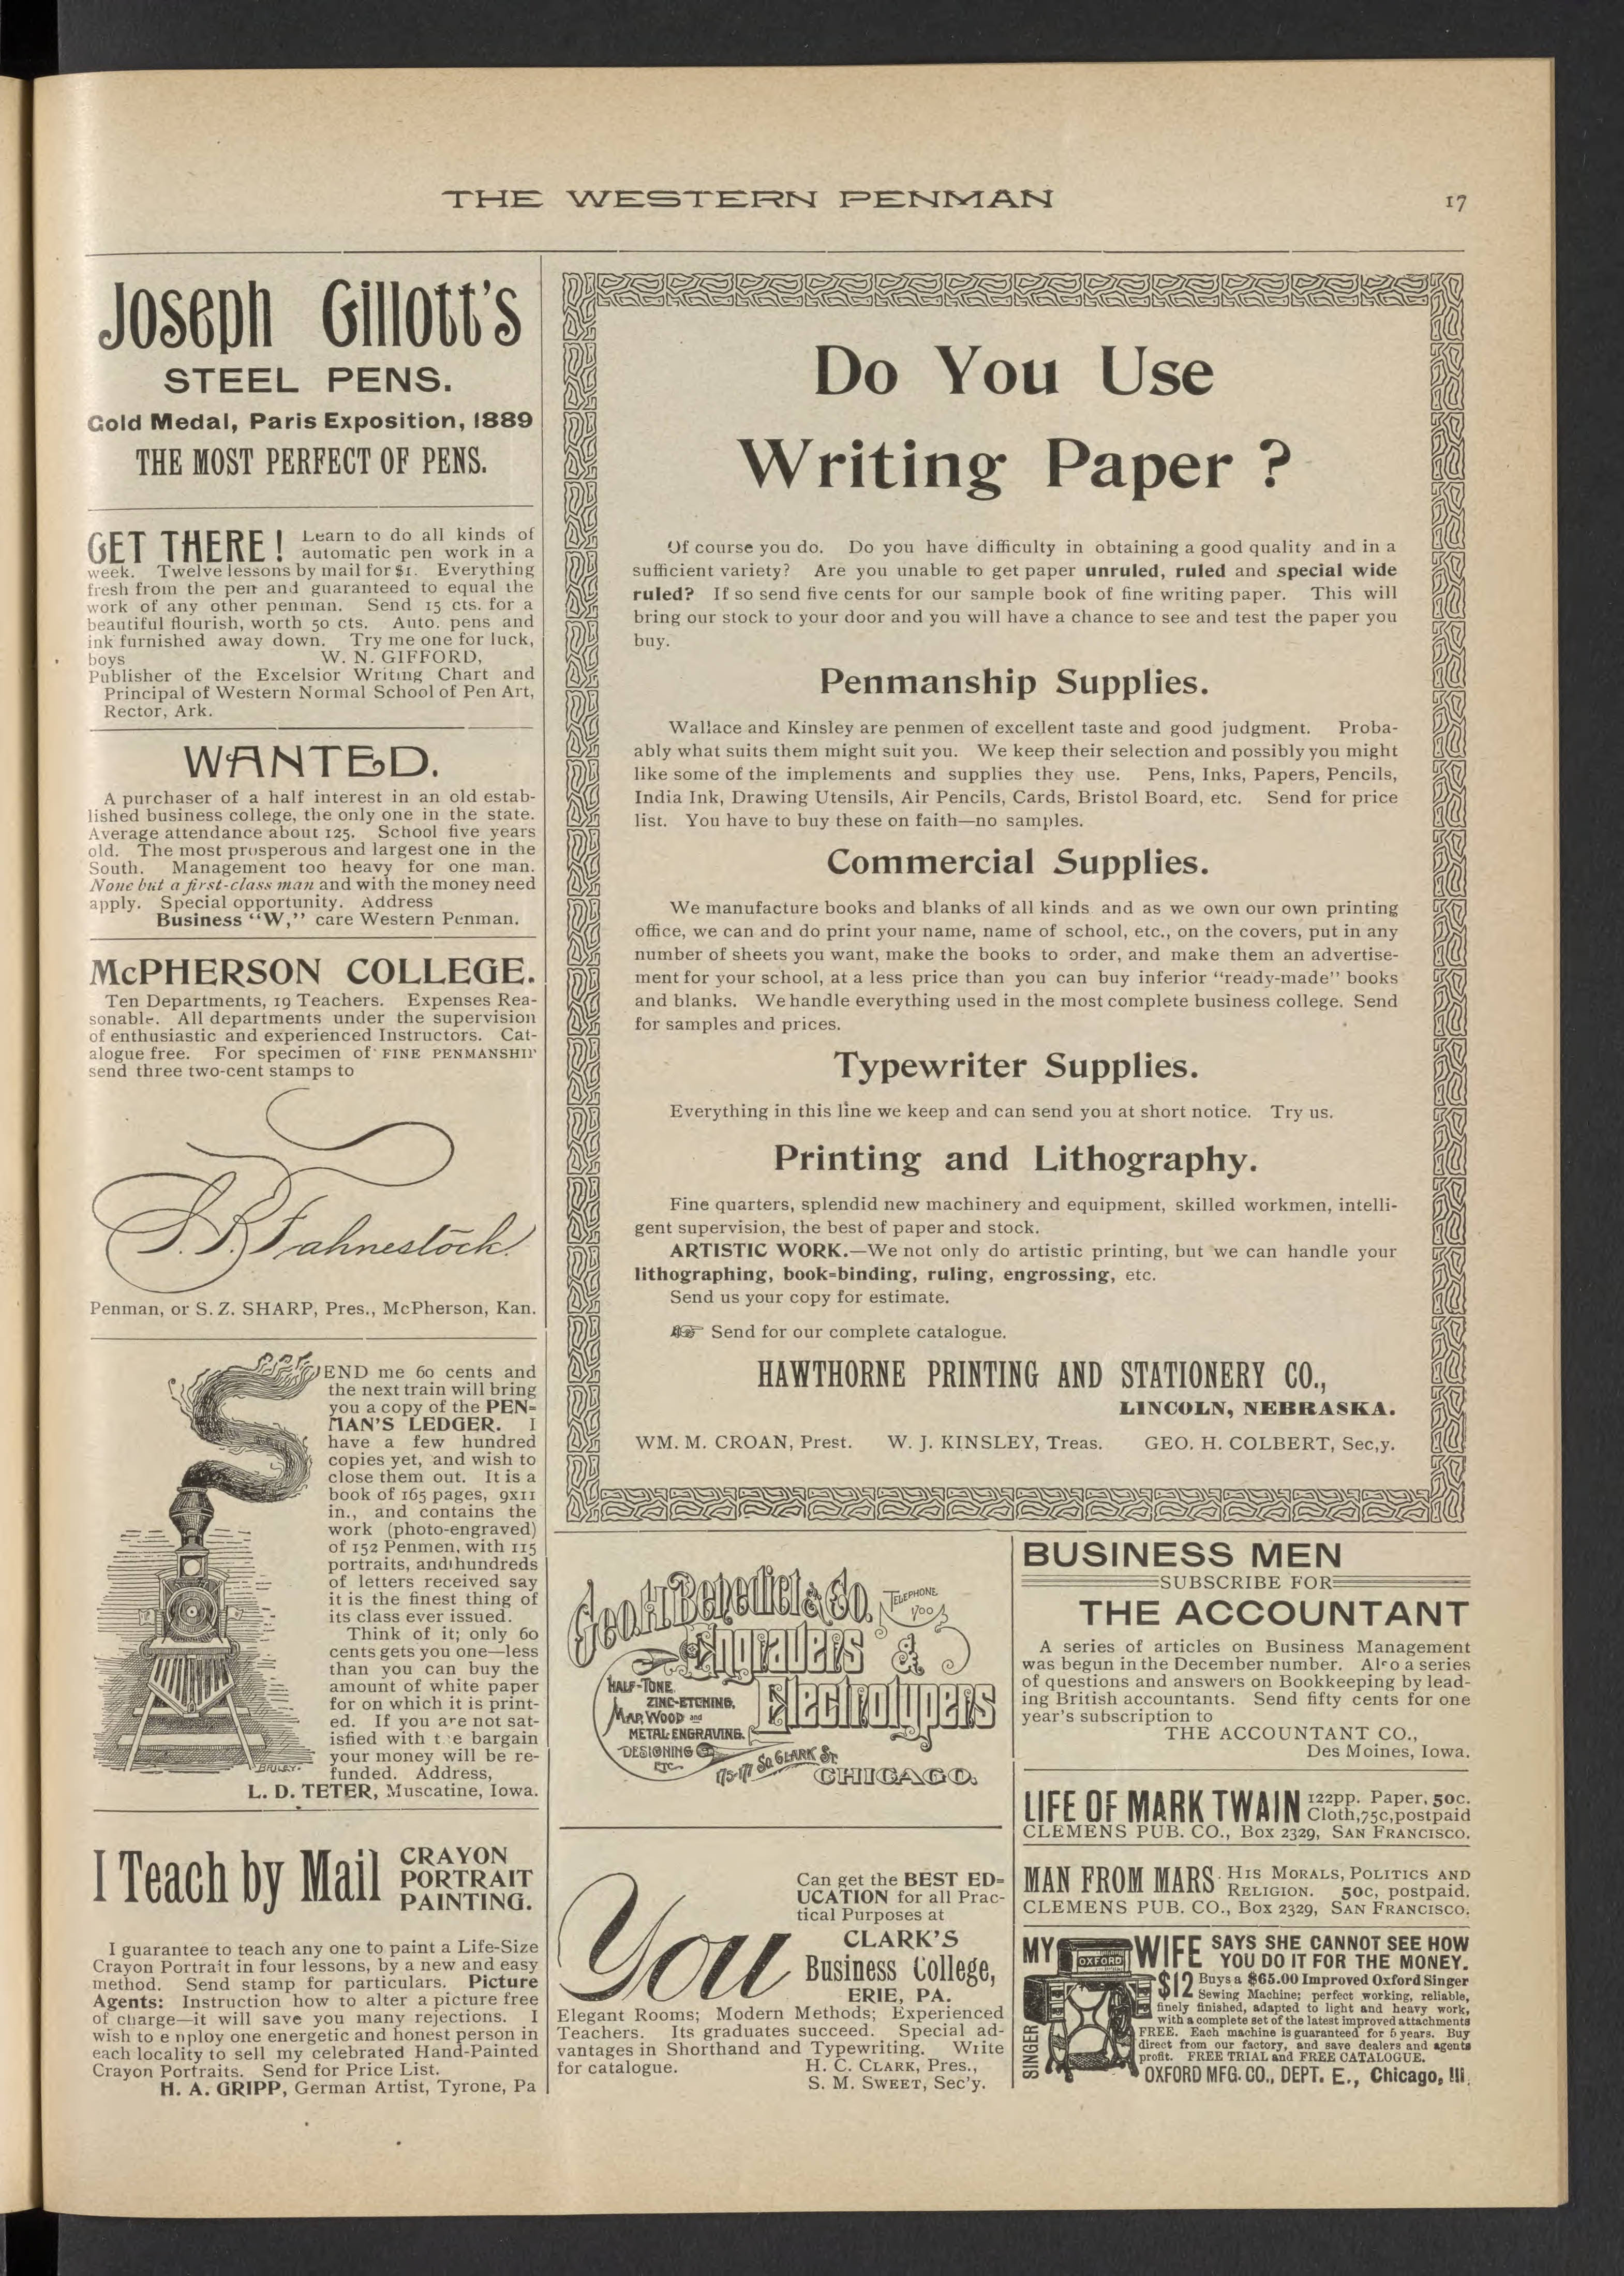 THE WESTERN PENMAN
17
Joseph Gillott's
STEEL PENS.
Gold Medal, Paris Exposition, 1889
THE MOST PERFECT OF PENS.
GET THERE! Learn to do all kinds of
automatic pen work in a
week. Twelve lessons by mail for $1. Everything
fresh from the pen and guaranteed to equal the
work of any other penman. Send 15 cts. for a
beautiful flourish, worth 50 cts. Auto. pens and
ink furnished away down. Try me one for luck,
boys W. N. GIFFORD,
Publisher of the Excelsior Writing Chart and
Principal of Western Normal School of Pen Art,
Rector, Ark.
WANTED.
A purchaser of a half interest in an old estab-
lished business college, the only one in the state.
Average attendance about 125. School five years
old. The most prosperous and largest one in the
South. Management too heavy for one man.
None but a first-class man and with the money need
apply. Special opportunity. Address
Business "W," care Western Penman.
McPHERSON COLLEGE.
Ten Departments, 19 Teachers. Expenses Rea-
sonable. All departments under the supervision
of enthusiastic and experienced Instructors. Cat-
alogue free. For specimen of FINE PENMANSHIP
send three two-cent stamps to
S. B. Fahnestock.
Penman, or S. Z. SHARP, Pres., McPherson, Kan.
SEND me 60 cents and
the next train will bring
you a copy of the PEN=
MAN'S LEDGER. I
have a few hundred
copies yet, and wish to
close them out. It is a
book of 165 pages, 9x11
in., and contains the
work (photo-engraved)
of 152 Penmen, with 115
portraits, and hundreds
of letters received say
it is the finest thing of
its class ever issued.
Think of it; only 60
cents gets you one—less
than you can buy the
amount of white paper
for on which it is print-
ed. If you are not sat-
isfied with t e bargain
your money will be re-
funded. Address,
L. D. TETER, Muscatine, Iowa.
I Teach by Mail
CRAYON
PORTRAIT
PAINTING.
I guarantee to teach any one to paint a Life-Size
Crayon Portrait in four lessons, by a new and easy
method. Send stamp for particulars. Picture
Agents: Instruction how to alter a picture free
of charge—it will save you many rejections. I
wish to e nploy one energetic and honest person in
each locality to sell my celebrated Hand-Painted
Crayon Portraits. Send for Price List.
H. A. GRIPP, German Artist, Tyrone, Pa
Do You Use
Writing Paper?
Of course you do. Do you have difficulty in obtaining a good quality and in a
sufficient variety? Are you unable to get paper unruled, ruled and special wide
ruled? If so send five cents for our sample book of fine writing paper. This will
bring our stock to your door and you will have a chance to see and test the paper you
buy.
Penmanship Supplies.
Wallace and Kinsley are penmen of excellent taste and good judgment. Proba-
ably what suits them might suit you. We keep their selection and possibly you might
like some of the implements and supplies they use. Pens, Inks, Papers, Pencils,
India Ink, Drawing Utensils, Air Pencils, Cards, Bristol Board, etc. Send for price
list. You have to buy these on faith—no samples.
Commercial Supplies.
We manufacture books and blanks of all kinds and as we own our own printing
office, we can and do print your name, name of school, etc., on the covers, put in any
number of sheets you want, make the books to order, and make them an advertise-
ment for your school, at a less price than you can buy inferior "ready-made" books
and blanks. We handle everything used in the most complete business college. Send
for samples and prices.
Typewriter Supplies.
Everything in this line we keep and can send you at short notice. Try us.
Printing and Lithography.
Fine quarters, splendid new machinery and equipment, skilled workmen, intelli-
gent supervision, the best of paper and stock.
ARTISTIC WORK.—We not only do artistic printing, but we can handle your
lithographing, book=binding, ruling, engrossing, etc.
Send us your copy for estimate.
☞ Send for our complete catalogue.
HAWTHORNE PRINTING AND STATIONERY CO.,
LINCOLN, NEBRASKA.
WM. M. CROAN, Prest. W. J. KINSLEY, Treas. GEO. H. COLBERT, Sec,y.
Geo. H. Benedict & Co.
TELEPHONE
1700
Engravers &
Electrotypers
HALF-TONE
ZINC-ETCHING,
MAP, WOOD and
METAL ENGRAVING.
DESIGNING
ETC.
175-177 SO. CLARK ST.
CHICAGO.
You
Can get the BEST ED=
UCATION for all Prac-
tical Purposes at
CLARK'S
Business College,
ERIE, PA.
Elegant Rooms; Modern Methods; Experienced
Teachers. Its graduates succeed. Special ad-
vantages in Shorthand and Typewriting. Write
for catalogue. H. C. CLARK, Pres.,
S. M. SWEET, Sec'y.
BUSINESS MEN
SUBSCRIBE FOR
THE ACCOUNTANT
A series of articles on Business Management
was begun in the December number. Also a series
of questions and answers on Bookkeeping by lead-
ing British accountants. Send fifty cents for one
year's subscription to
THE ACCOUNTANT CO.,
Des Moines, Iowa.
LIFE OF MARK TWAIN 122pp. Paper, 50c.
Cloth, 75c, postpaid
CLEMENS PUB. CO., Box 2329, SAN FRANCISCO.
MAN FROM MARS. HIS MORALS, POLITICS AND
RELIGION. 50c, postpaid.
CLEMENS PUB. CO., Box 2329, SAN FRANCISCO.
MY WIFE SAYS SHE CANNOT SEE HOW
YOU DO IT FOR THE MONEY.
OXFORD
SINGER
$12 Buys a $65.00 Improved Oxford Singer
Sewing Machine; perfect working, reliable,
finely finished, adapted to light and heavy work,
with a complete set of the latest improved attachments
FREE. Each machine is guaranteed for 5 years. Buy
direct from our factory, and save dealers and agents
profit. FREE TRIAL and FREE CATALOGUE.
OXFORD MFG. CO., DEPT. E., Chicago, Ill.